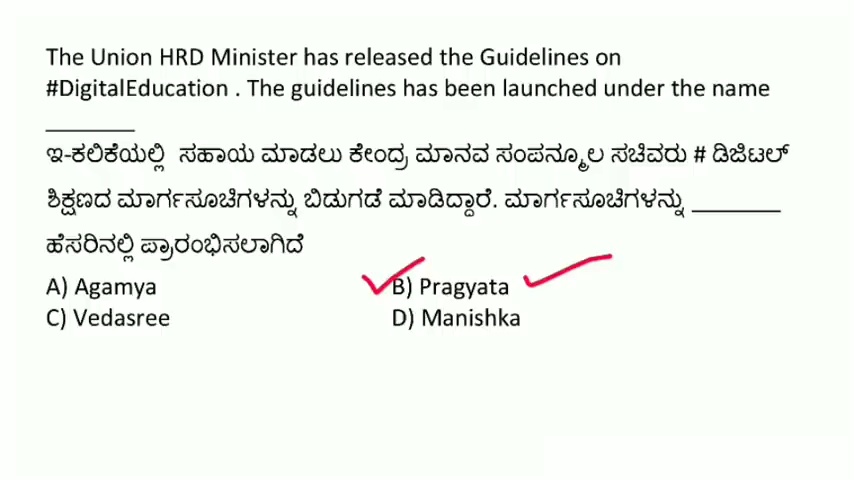 The Union HRD Minister has released the Guidelines on
#DigitalEducation . The guidelines has been launched under the name
________
ಇ-ಕಲಿಕೆಯಲ್ಲಿ ಸಹಾಯ ಮಾಡಲು ಕೇಂದ್ರ ಮಾನವ ಸಂಪನ್ಮೂಲ ಸಚಿವರು # ಡಿಜಿಟಲ್
ಶಿಕ್ಷಣದ ಮಾರ್ಗಸೂಚಿಗಳನ್ನು ಬಿಡುಗಡೆ ಮಾಡಿದ್ದಾರೆ. ಮಾರ್ಗಸೂಚಿಗಳನ್ನು ________
ಹೆಸರಿನಲ್ಲಿ ಪ್ರಾರಂಭಿಸಲಾಗಿದೆ
A) Agamya B) Pragyata
C) Vedasree D) Manishka